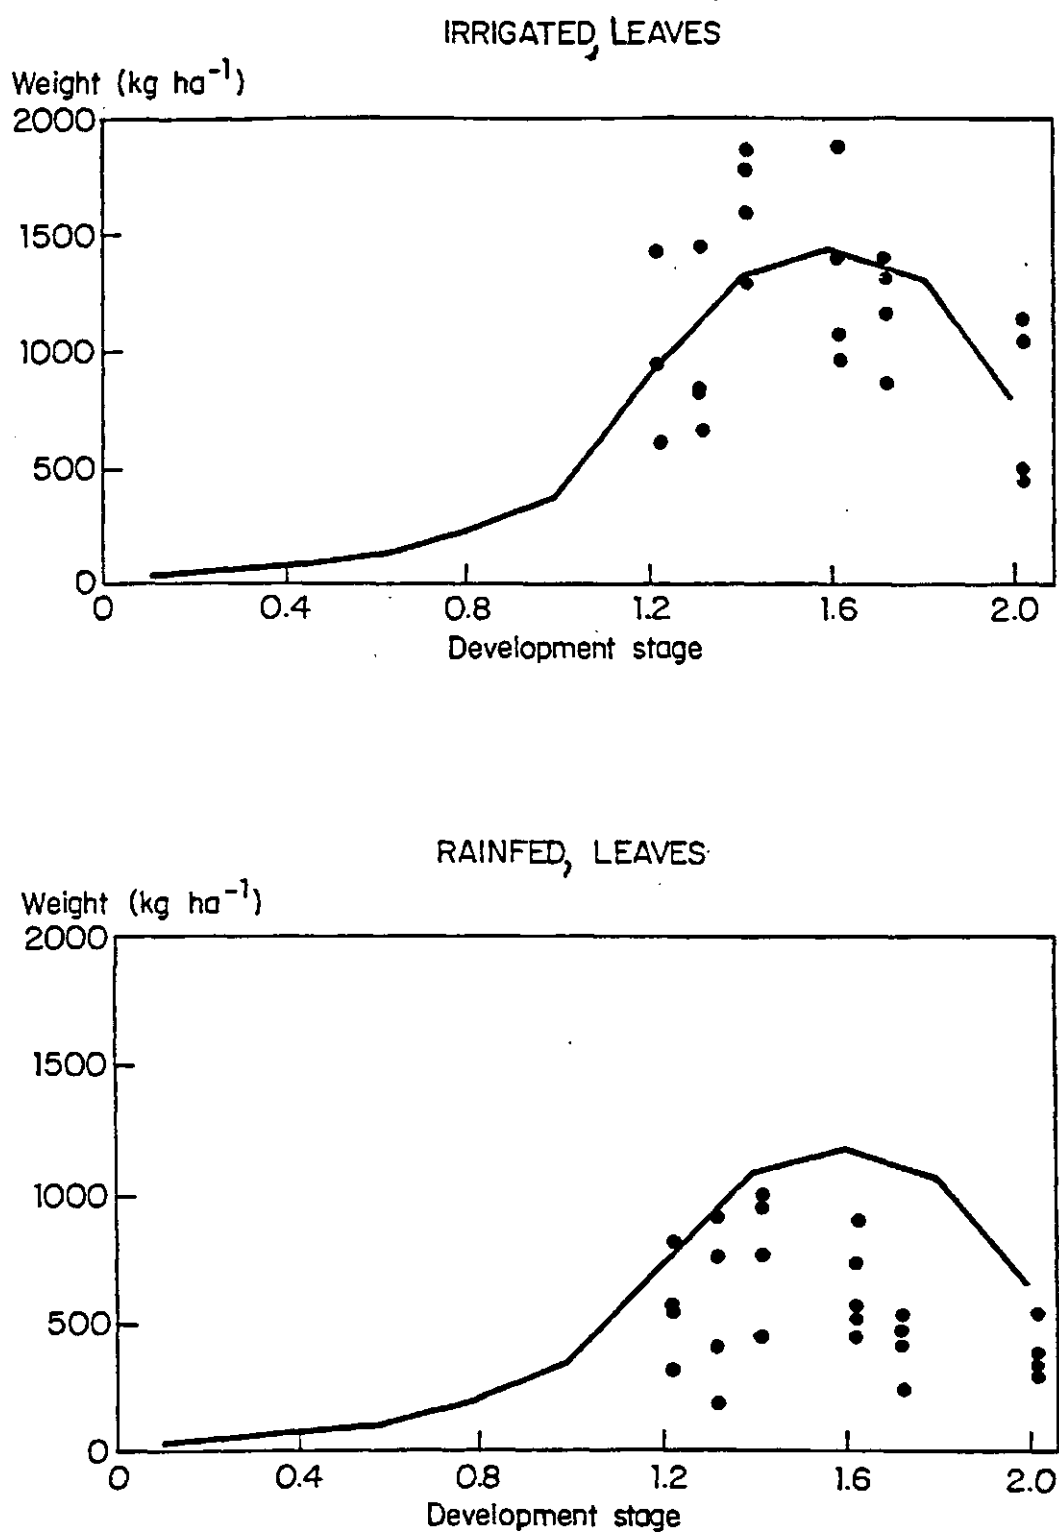 IRRIGATED, LEAVES
Weight (kg ha⁻¹)
2000
1500
1000
500
0
0 0.4 0.8 1.2 1.6 2.0
Development stage
RAINFED, LEAVES
Weight (kg ha⁻¹)
2000
1500
1000
500
0
0 0.4 0.8 1.2 1.6 2.0
Development stage